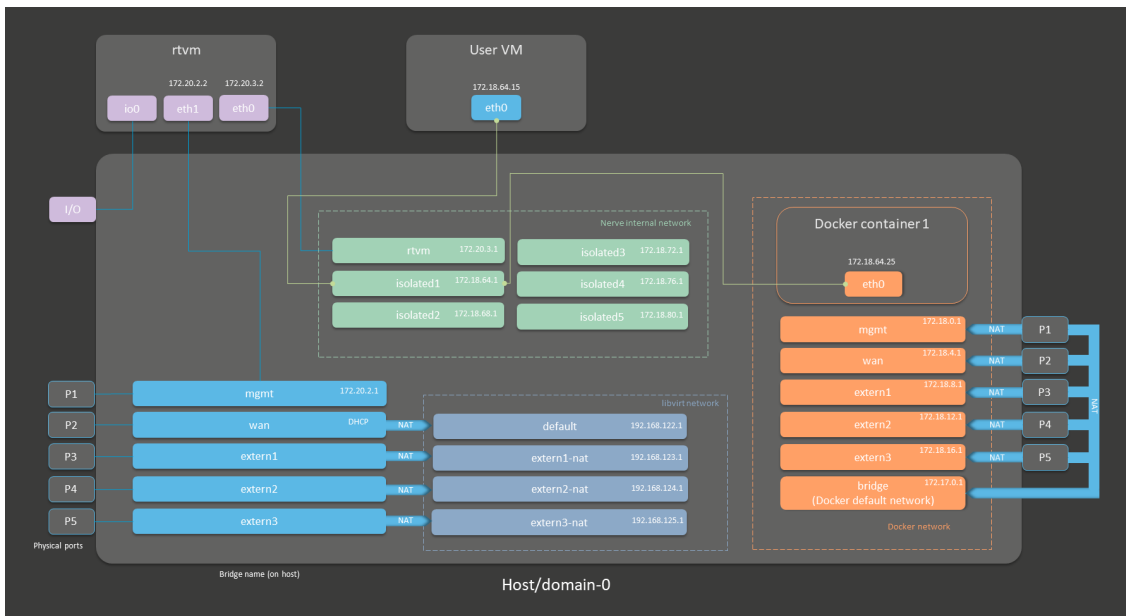 rtvm
172.20.2.2
172.20.3.2
io0
eth1
eth0
User VM
172.18.64.15
eth0
I/O
Nerve internal network
rtvm 172.20.3.1
isolated3 172.18.72.1
isolated1 172.18.64.1
isolated4 172.18.76.1
isolated2 172.18.68.1
isolated5 172.18.80.1
Docker container 1
172.18.64.25
eth0
mgmt 172.18.0.1
NAT
P1
wan 172.18.4.1
NAT
P2
extern1 172.18.8.1
NAT
P3
extern2 172.18.12.1
NAT
P4
extern3 172.18.16.1
NAT
P5
NAT
bridge 172.17.0.1
(Docker default network)
Docker network
P1
mgmt 172.20.2.1
P2
wan DHCP
NAT
P3
extern1
NAT
P4
extern2
NAT
P5
extern3
NAT
libvirt network
default 192.168.122.1
extern1-nat 192.168.123.1
extern2-nat 192.168.124.1
extern3-nat 192.168.125.1
Physical ports
Bridge name (on host)
Host/domain-0